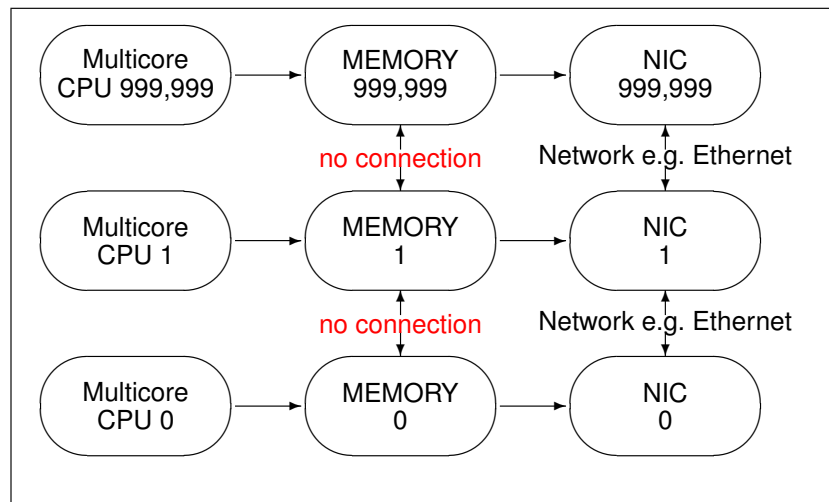 Multicore
CPU 999,999
MEMORY
999,999
NIC
999,999
no connection
Network e.g. Ethernet
Multicore
CPU 1
MEMORY
1
NIC
1
no connection
Network e.g. Ethernet
Multicore
CPU 0
MEMORY
0
NIC
0